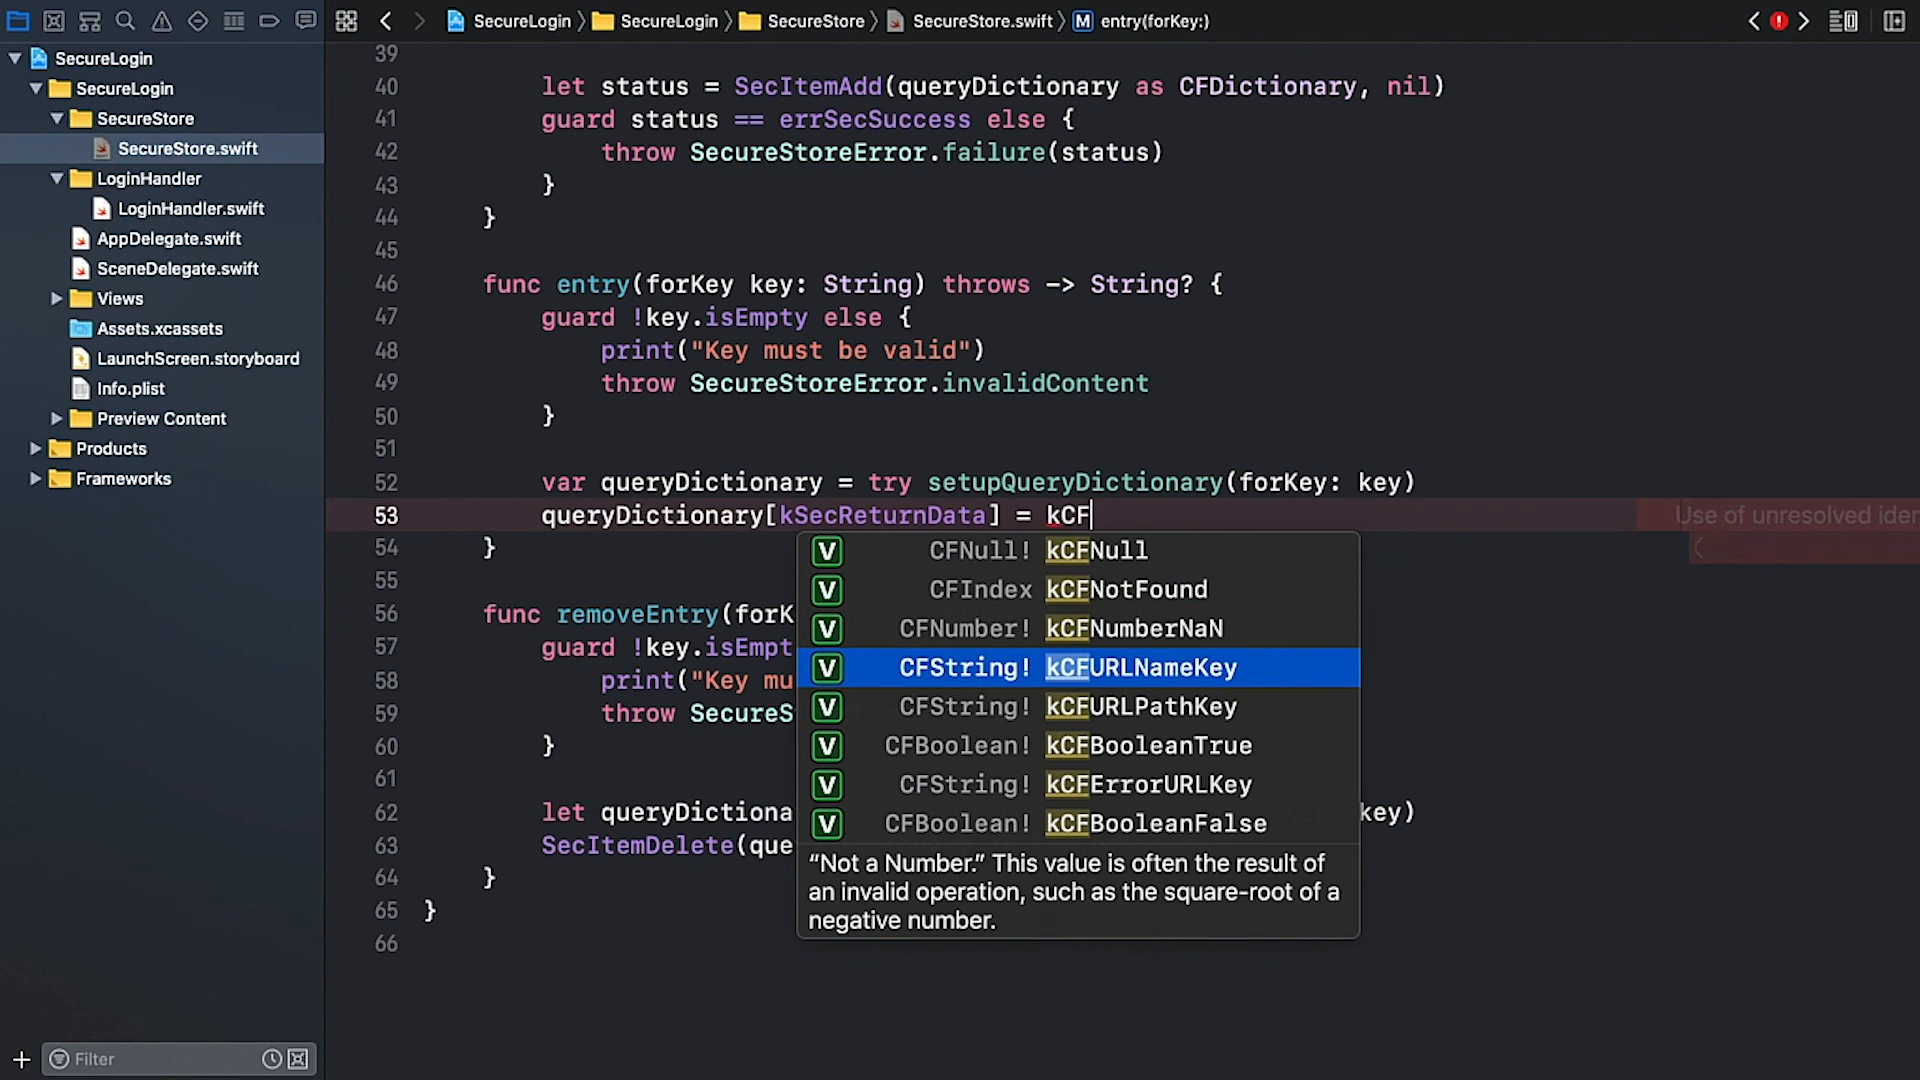 SecureLogin
SecureLogin
SecureStore
SecureStore.swift
M
entry(forKey:)
SecureLogin
SecureLogin
SecureStore
SecureStore.swift
LoginHandler
LoginHandler.swift
AppDelegate.swift
SceneDelegate.swift
Views
Assets.xcassets
LaunchScreen.storyboard
Info.plist
Preview Content
Products
Frameworks
Filter
39
40 let status = SecItemAdd(queryDictionary as CFDictionary, nil)
41 guard status == errSecSuccess else {
42 throw SecureStoreError.failure(status)
43 }
44 }
45
46 func entry(forKey key: String) throws -> String? {
47 guard !key.isEmpty else {
48 print("Key must be valid")
49 throw SecureStoreError.invalidContent
50 }
51
52 var queryDictionary = try setupQueryDictionary(forKey: key)
53 queryDictionary[kSecReturnData] = kCF
Use of unresolved iden
54 }
55
56 func removeEntry(forK
57 guard !key.isEmpt
58 print("Key mu
59 throw SecureS
60 }
61
62 let queryDictiona key)
63 SecItemDelete(que
64 }
65 }
66
V CFNull! kCFNull
V CFIndex kCFNotFound
V CFNumber! kCFNumberNaN
V CFString! kCFURLNameKey
V CFString! kCFURLPathKey
V CFBoolean! kCFBooleanTrue
V CFString! kCFErrorURLKey
V CFBoolean! kCFBooleanFalse
“Not a Number.” This value is often the result of
an invalid operation, such as the square-root of a
negative number.